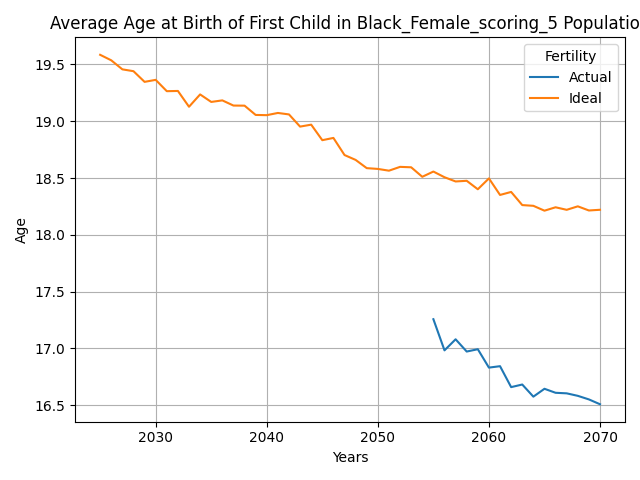 Average Age at Birth of First Child in Black_Female_scoring_5 Populatio
Fertility
Actual
Ideal
19.5
19.0
18.5
18.0
17.5
17.0
16.5
Age
2030 2040 2050 2060 2070
Years